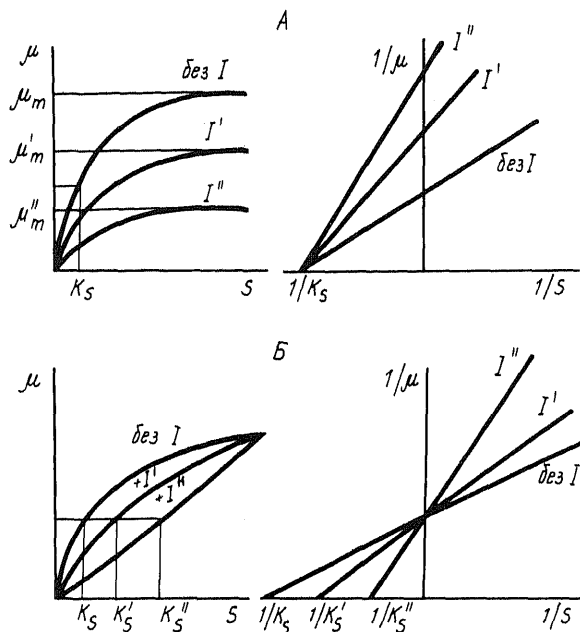 А
μ
без I
μm
I'
μ'm
I"
μ"m
Ks
S
1/μ
I"
I'
без I
1/Ks
1/S
Б
μ
без I
+I'
+I"
Ks
K's
K"s
S
1/μ
I"
I'
без I
1/Ks
1/K's
1/K"s
1/S